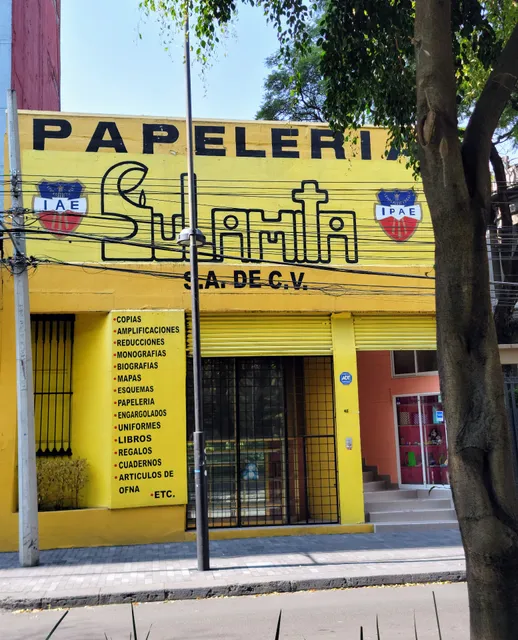 PAPELERIA
IAE
Sulamita
IPAE
S.A. DE C.V.
COPIAS
AMPLIFICACIONES
REDUCCIONES
MONOGRAFIAS
BIOGRAFIAS
MAPAS
ESQUEMAS
PAPELERIA
ENGARGOLADOS
UNIFORMES
LIBROS
REGALOS
CUADERNOS
ARTICULOS DE
OFNA • ETC.
ADT